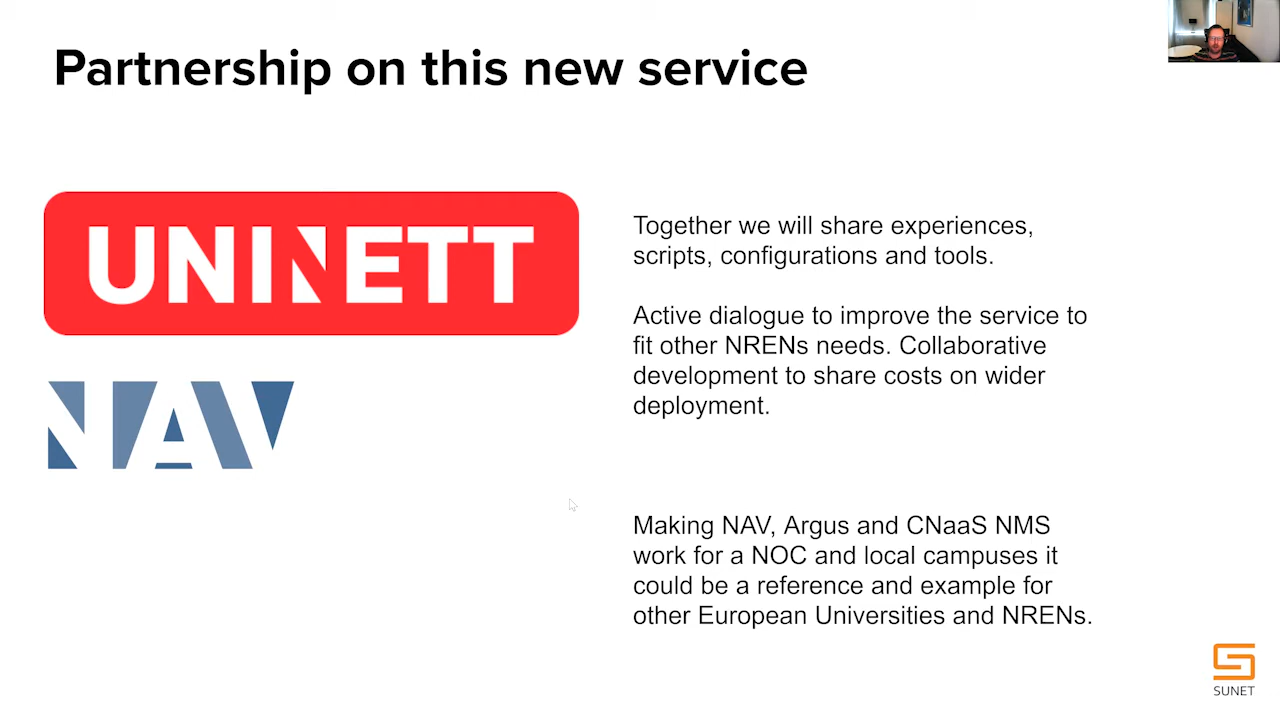 Partnership on this new service
UNINETT
NAV
Together we will share experiences,
scripts, configurations and tools.
Active dialogue to improve the service to
fit other NRENs needs. Collaborative
development to share costs on wider
deployment.
Making NAV, Argus and CNaaS NMS
work for a NOC and local campuses it
could be a reference and example for
other European Universities and NRENs.
SUNET